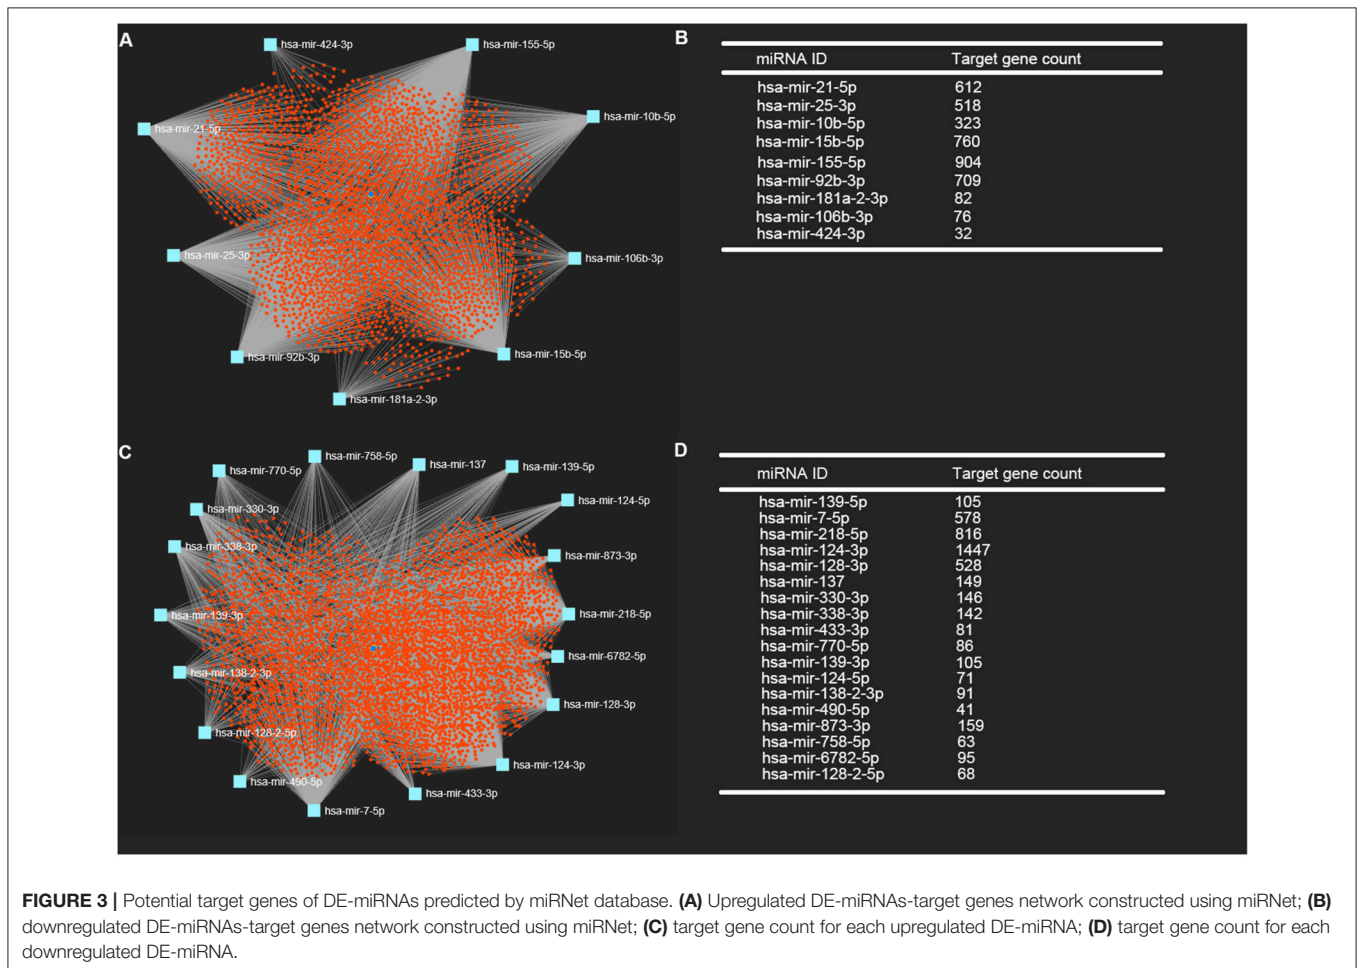 A
hsa-mir-424-3p
hsa-mir-155-5p
hsa-mir-10b-5p
hsa-mir-21-5p
hsa-mir-25-3p
hsa-mir-106b-3p
hsa-mir-92b-3p
hsa-mir-15b-5p
hsa-mir-181a-2-3p
B
miRNA ID Target gene count
hsa-mir-21-5p 612
hsa-mir-25-3p 518
hsa-mir-10b-5p 323
hsa-mir-15b-5p 760
hsa-mir-155-5p 904
hsa-mir-92b-3p 709
hsa-mir-181a-2-3p 82
hsa-mir-106b-3p 76
hsa-mir-424-3p 32
C
hsa-mir-758-5p
hsa-mir-137
hsa-mir-139-5p
hsa-mir-770-5p
hsa-mir-124-5p
hsa-mir-330-3p
hsa-mir-338-3p
hsa-mir-873-3p
hsa-mir-139-3p
hsa-mir-218-5p
hsa-mir-6782-5p
hsa-mir-138-2-3p
hsa-mir-128-3p
hsa-mir-128-2-5p
hsa-mir-124-3p
hsa-mir-490-5p
hsa-mir-433-3p
hsa-mir-7-5p
D
miRNA ID Target gene count
hsa-mir-139-5p 105
hsa-mir-7-5p 578
hsa-mir-218-5p 816
hsa-mir-124-3p 1447
hsa-mir-128-3p 528
hsa-mir-137 149
hsa-mir-330-3p 146
hsa-mir-338-3p 142
hsa-mir-433-3p 81
hsa-mir-770-5p 86
hsa-mir-139-3p 105
hsa-mir-124-5p 71
hsa-mir-138-2-3p 91
hsa-mir-490-5p 41
hsa-mir-873-3p 159
hsa-mir-758-5p 63
hsa-mir-6782-5p 95
hsa-mir-128-2-5p 68
FIGURE 3 | Potential target genes of DE-miRNAs predicted by miRNet database. (A) Upregulated DE-miRNAs-target genes network constructed using miRNet; (B)
downregulated DE-miRNAs-target genes network constructed using miRNet; (C) target gene count for each upregulated DE-miRNA; (D) target gene count for each
downregulated DE-miRNA.